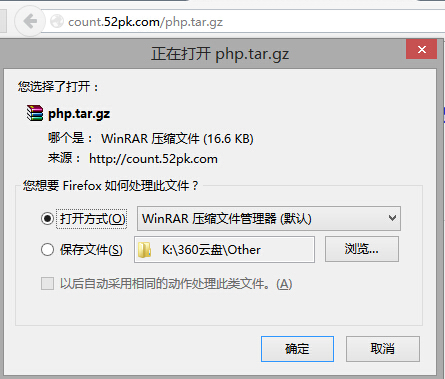 count.52pk.com/php.tar.gz
正在打开 php.tar.gz
您选择了打开：
php.tar.gz
哪个是： WinRAR 压缩文件 (16.6 KB)
来源： http://count.52pk.com
您想要 Firefox 如何处理此文件？
打开方式(O) WinRAR 压缩文件管理器 (默认)
保存文件(S) K:\360云盘\Other 浏览...
以后自动采用相同的动作处理此类文件。(A)
确定 取消